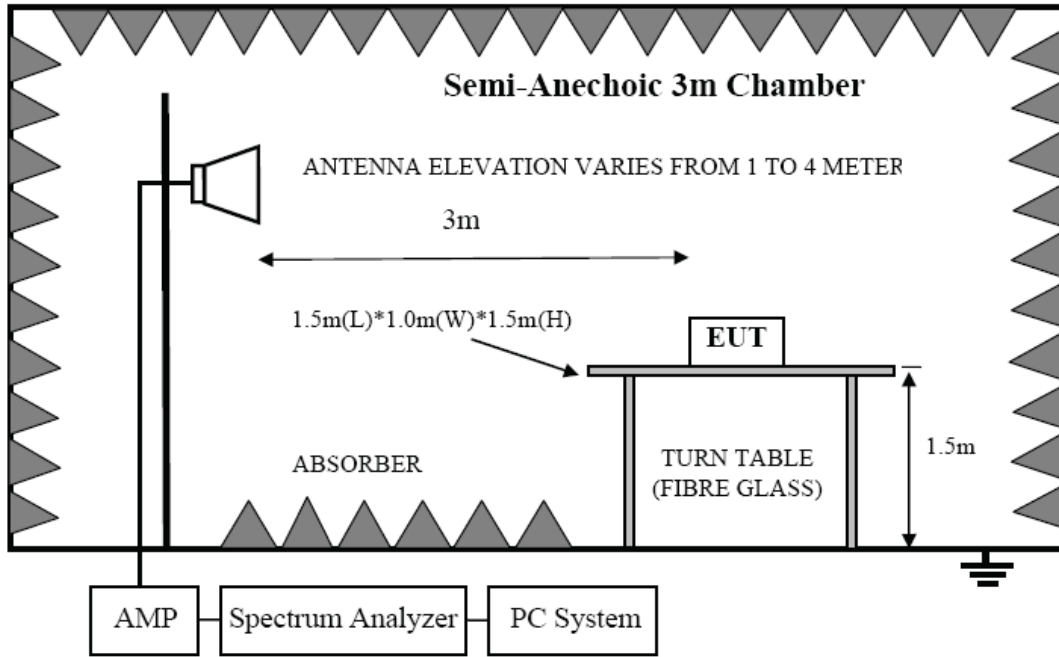 Semi-Anechoic 3m Chamber
ANTENNA ELEVATION VARIES FROM 1 TO 4 METER
3m
1.5m(L)*1.0m(W)*1.5m(H)
EUT
1.5m
ABSORBER
TURN TABLE
(FIBRE GLASS)
AMP
Spectrum Analyzer
PC System